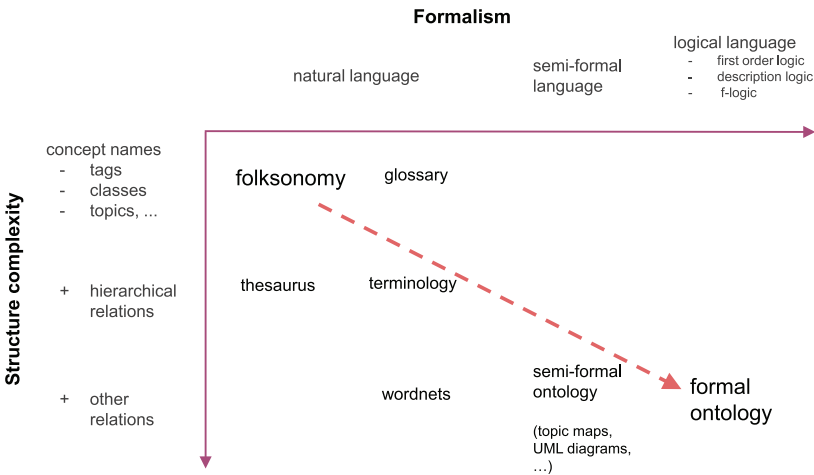 Formalism
natural language
semi-formal
language
logical language
- first order logic
- description logic
- f-logic
Structure complexity
concept names
- tags
- classes
- topics, ...
folksonomy
glossary
+ hierarchical
relations
thesaurus
terminology
+ other
relations
wordnets
semi-formal
ontology
(topic maps,
UML diagrams,
…)
formal
ontology